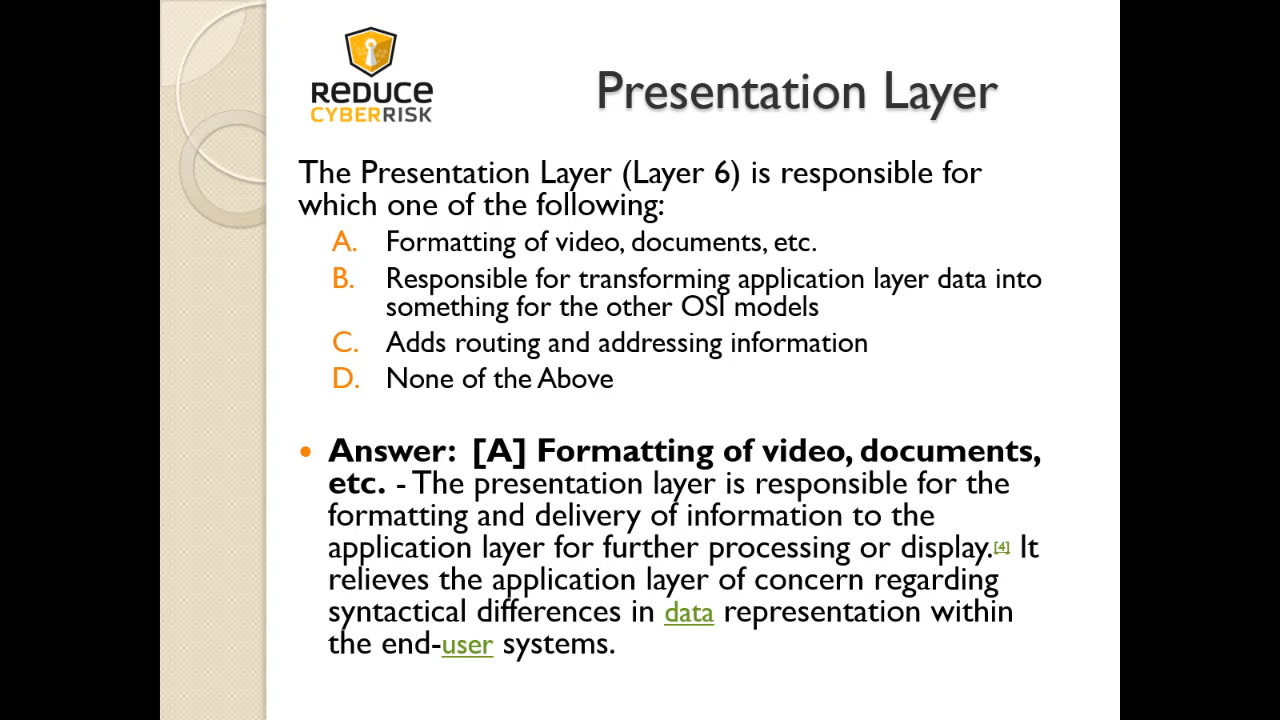 REDUCE
CYBERRISK
Presentation Layer
The Presentation Layer (Layer 6) is responsible for
which one of the following:
A. Formatting of video, documents, etc.
B. Responsible for transforming application layer data into
something for the other OSI models
C. Adds routing and addressing information
D. None of the Above
• Answer: [A] Formatting of video, documents,
etc. - The presentation layer is responsible for the
formatting and delivery of information to the
application layer for further processing or display.[4] It
relieves the application layer of concern regarding
syntactical differences in data representation within
the end-user systems.